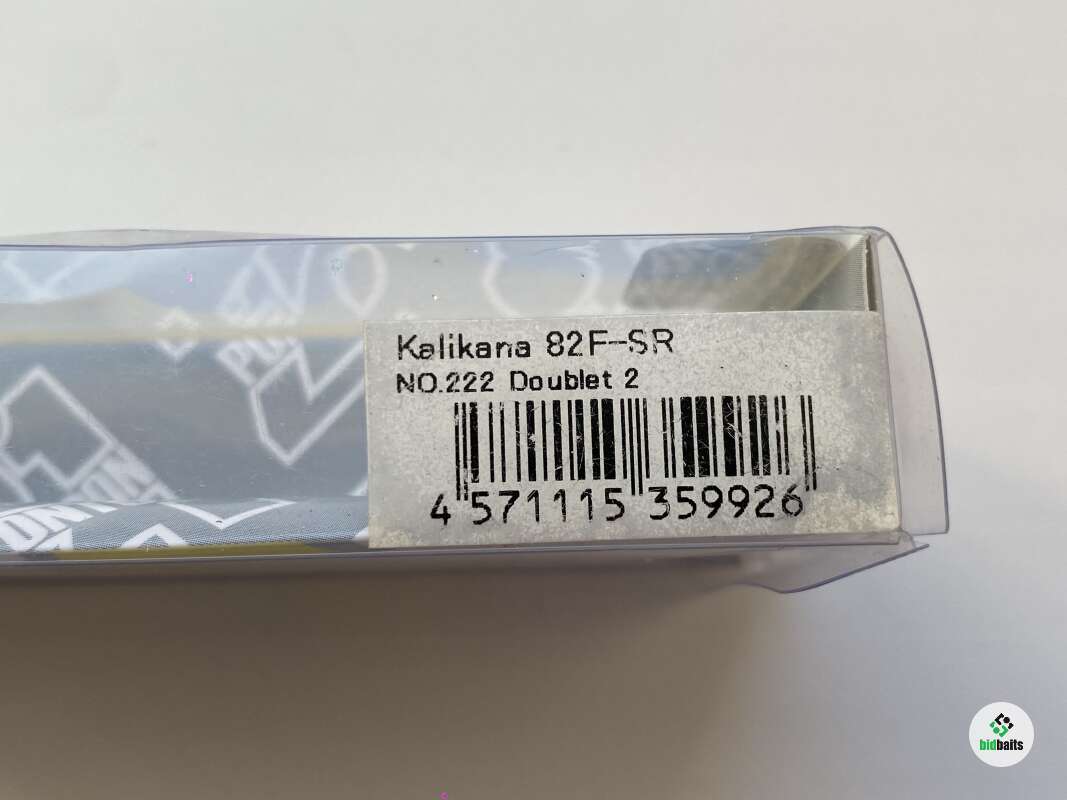 Kalikana 82F-SR
NO.222 Doublet 2
4 571115 359926
bidbaits